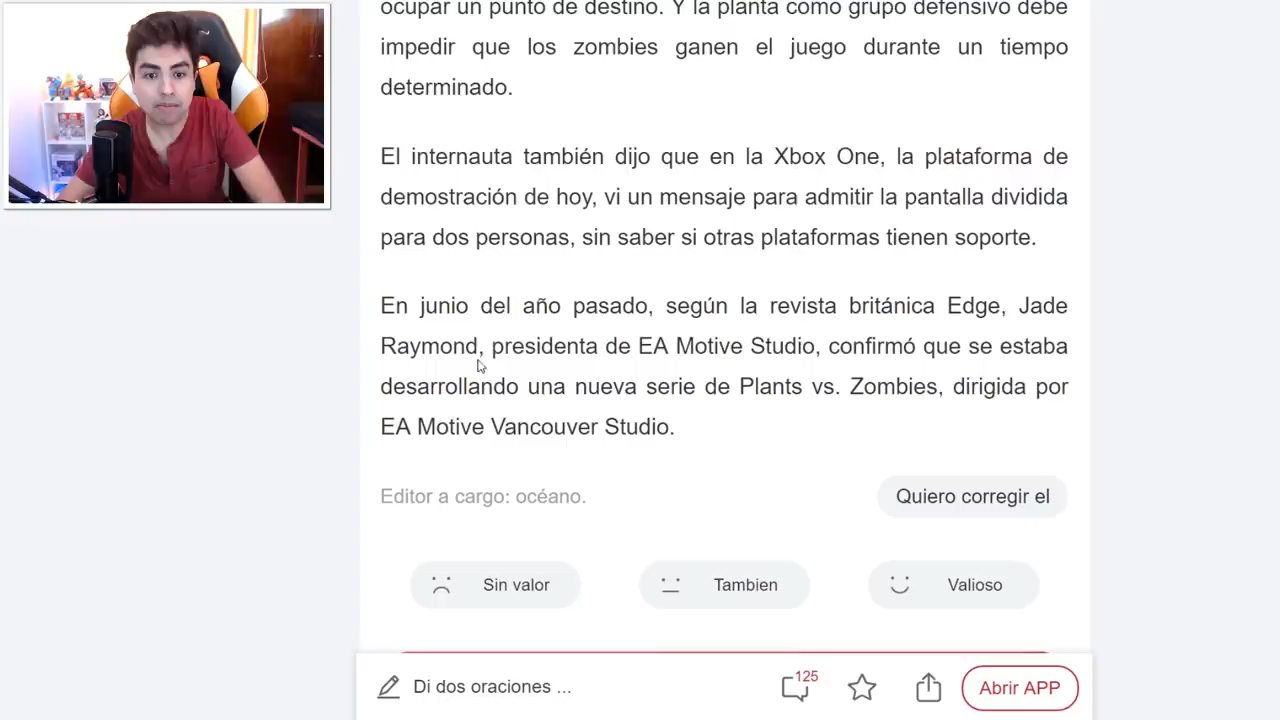 ocupar un punto de destino. Y la planta como grupo defensivo debe
impedir que los zombies ganen el juego durante un tiempo
determinado.
El internauta también dijo que en la Xbox One, la plataforma de
demostración de hoy, vi un mensaje para admitir la pantalla dividida
para dos personas, sin saber si otras plataformas tienen soporte.
En junio del año pasado, según la revista británica Edge, Jade
Raymond, presidenta de EA Motive Studio, confirmó que se estaba
desarrollando una nueva serie de Plants vs. Zombies, dirigida por
EA Motive Vancouver Studio.
Editor a cargo: océano.
Quiero corregir el
Sin valor
Tambien
Valioso
Di dos oraciones ...
125
Abrir APP